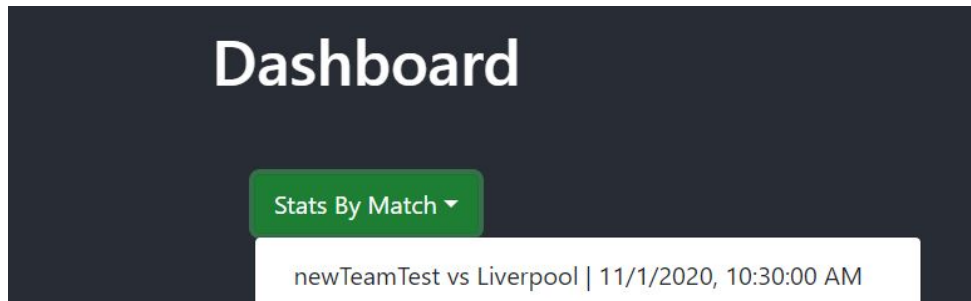 Dashboard
Stats By Match
newTeamTest vs Liverpool | 11/1/2020, 10:30:00 AM